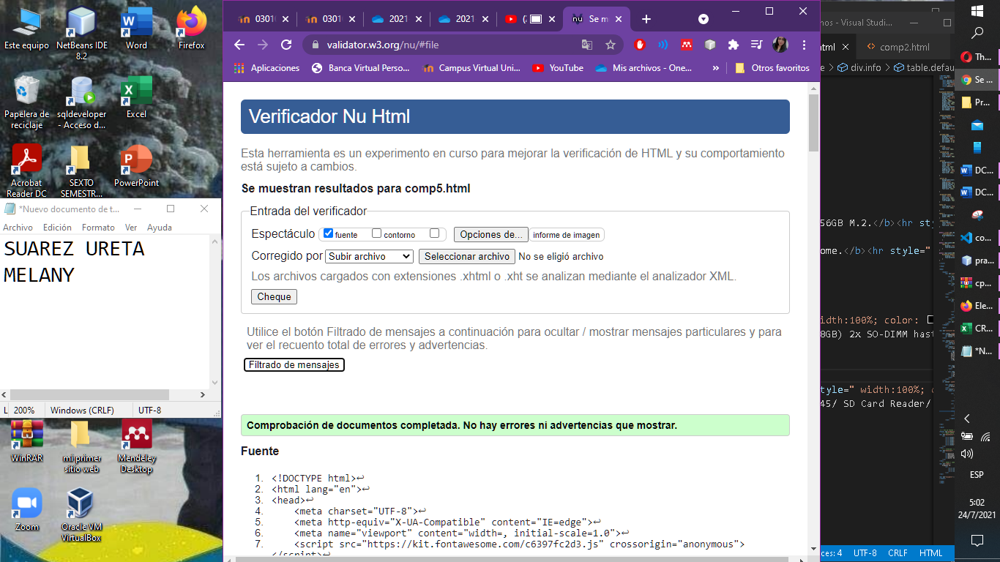 Este equipo
NetBeans IDE
8.2
Word
Firefox
Papelera de
reciclaje
sqldeveloper
- Acceso d...
Excel
Acrobat
Reader DC
SEXTO
SEMESTR...
PowerPoint
*Nuevo documento de t...
Archivo Edición Formato Ver Ayuda
SUAREZ URETA
MELANY
L 200% Windows (CRLF) UTF-8
WinRAR
mi primer
sitio web
Mendeley
Desktop
Zoom
Oracle VM
VirtualBox
0301( 0301( 2021 2021 (2 Se m
validator.w3.org/nu/#file
Aplicaciones Banca Virtual Perso... Campus Virtual Uni... YouTube Mis archivos - One... » Otros favoritos
Verificador Nu Html
Esta herramienta es un experimento en curso para mejorar la verificación de HTML y su comportamiento
está sujeto a cambios.
Se muestran resultados para comp5.html
Entrada del verificador
Espectáculo fuente contorno Opciones de... informe de imagen
Corregido por Subir archivo Seleccionar archivo No se eligió archivo
Los archivos cargados con extensiones .xhtml o .xht se analizan mediante el analizador XML.
Cheque
Utilice el botón Filtrado de mensajes a continuación para ocultar / mostrar mensajes particulares y para
ver el recuento total de errores y advertencias.
Filtrado de mensajes
Comprobación de documentos completada. No hay errores ni advertencias que mostrar.
Fuente
1. <!DOCTYPE html>↩
2. <html lang="en">↩
3. <head>↩
4. <meta charset="UTF-8">↩
5. <meta http-equiv="X-UA-Compatible" content="IE=edge">↩
6. <meta name="viewport" content="width=, initial-scale=1.0">↩
7. <script src="https://kit.fontawesome.com/c6397fc2d3.js" crossorigin="anonymous">
</script>↩
nos - Visual Studi...
html comp2.html
e > div.info > table.defau
56GB M.2.</b><hr sty
ome.</b><hr style="
idth:100%; color:
8GB) 2x SO-DIMM hast
tyle=" width:100%; c
45/ SD Card Reader/
ces: 4 UTF-8 CRLF HTML
Th...
Se ...
Pr...
DC...
DC...
co...
pra...
cp...
Ele...
CR...
*N...
ESP
5:02
24/7/2021